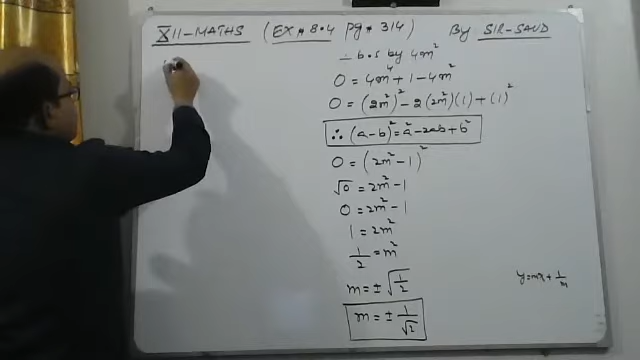 XII-MATHS (EX # 8.4 pg # 314) By SIR-SAUD
÷ b.s by 4m²
0 = 4m⁴ + 1 - 4m²
0 = (2m²)² - 2(2m²)(1) + (1)²
∴ (a-b)² = a² - 2ab + b²
0 = (2m² - 1)²
√0 = 2m² - 1
0 = 2m² - 1
1 = 2m²
1/2 = m²
m = ± √1/2
m = ± 1/√2
y = mx + 1/m